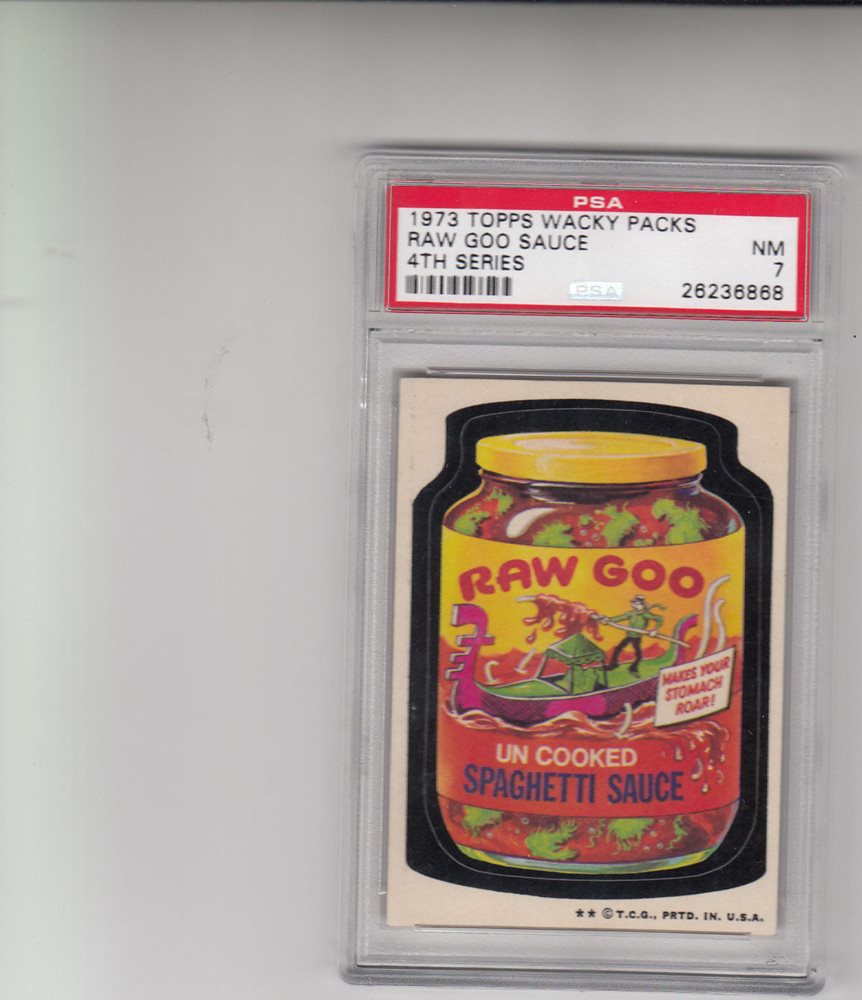 PSA
1973 TOPPS WACKY PACKS
RAW GOO SAUCE
NM
4TH SERIES
7
PSA
26236868
RAW GOO
MAKES YOUR
STOMACH
ROAR!
UN COOKED
SPAGHETTI SAUCE
** © T.C.G., PRTD. IN. U.S.A.